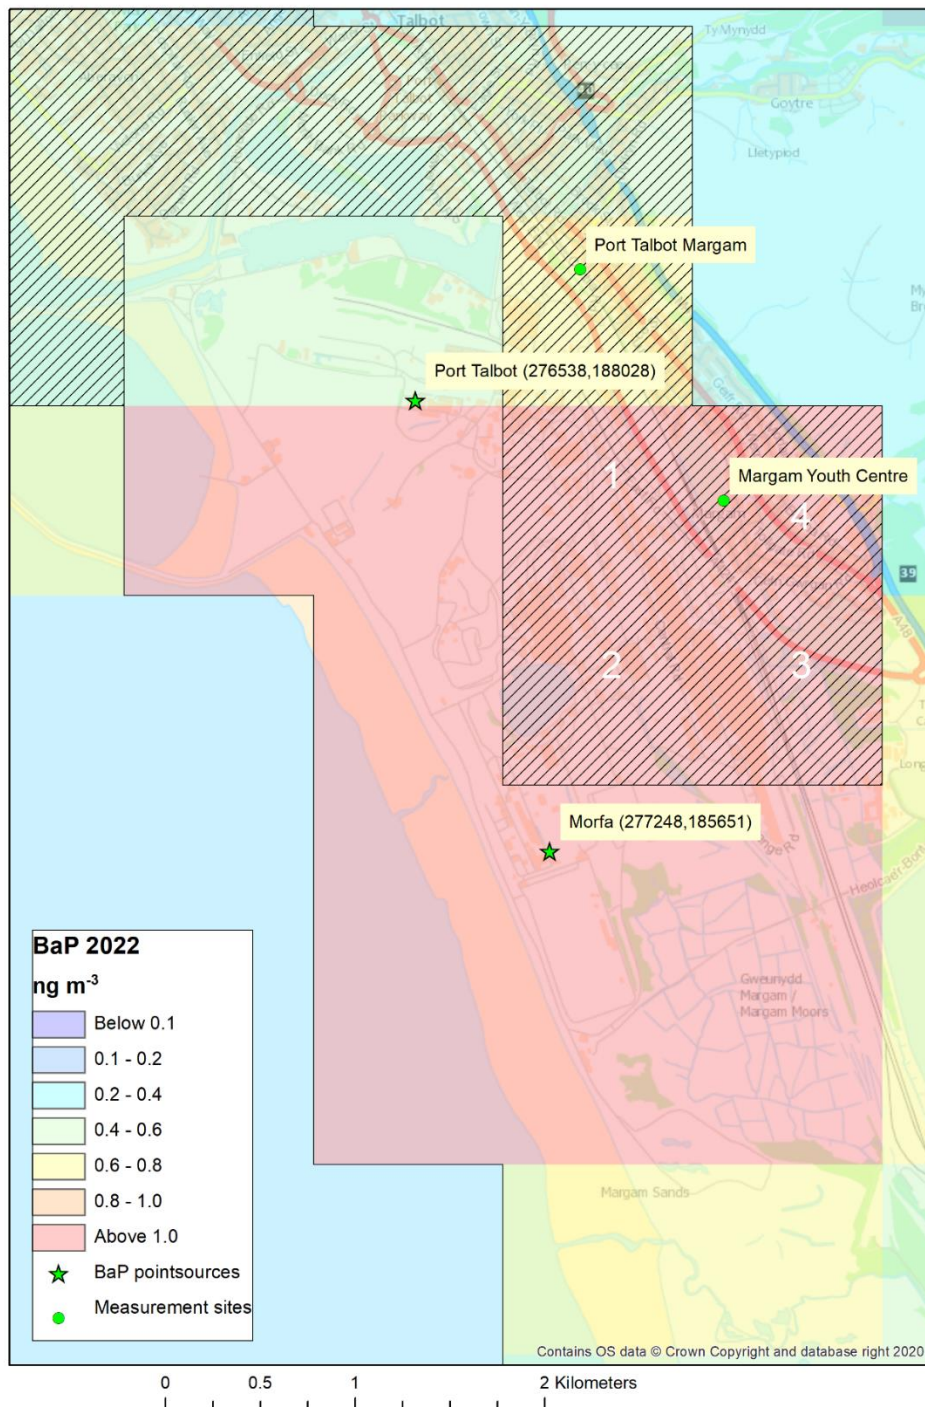 Talbot
Ty Mynydd
40
Goytre
Lletypiod
Port Talbot Margam
Port Talbot (276538,188028)
Margam Youth Centre
1
4
39
A48
2
3
Morfa (277248,185651)
BaP 2022
ng m⁻³
Below 0.1
0.1 - 0.2
0.2 - 0.4
0.4 - 0.6
0.6 - 0.8
0.8 - 1.0
Above 1.0
BaP pointsources
Measurement sites
Gweunydd
Margam /
Margam Moors
Margam Sands
Contains OS data © Crown Copyright and database right 2020
0 0.5 1 2 Kilometers